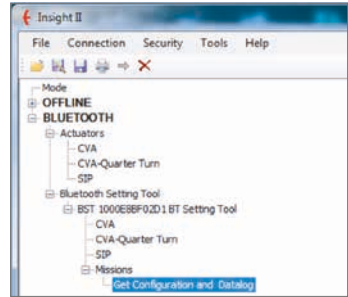 Insight II
File Connection Security Tools Help
Mode
OFFLINE
BLUETOOTH
Actuators
CVA
CVA-Quarter Turn
SIP
Bluetooth Setting Tool
BST 1000E8BF02D1 BT Setting Tool
CVA
CVA-Quarter Turn
SIP
Missions
Get Configuration and Datalog